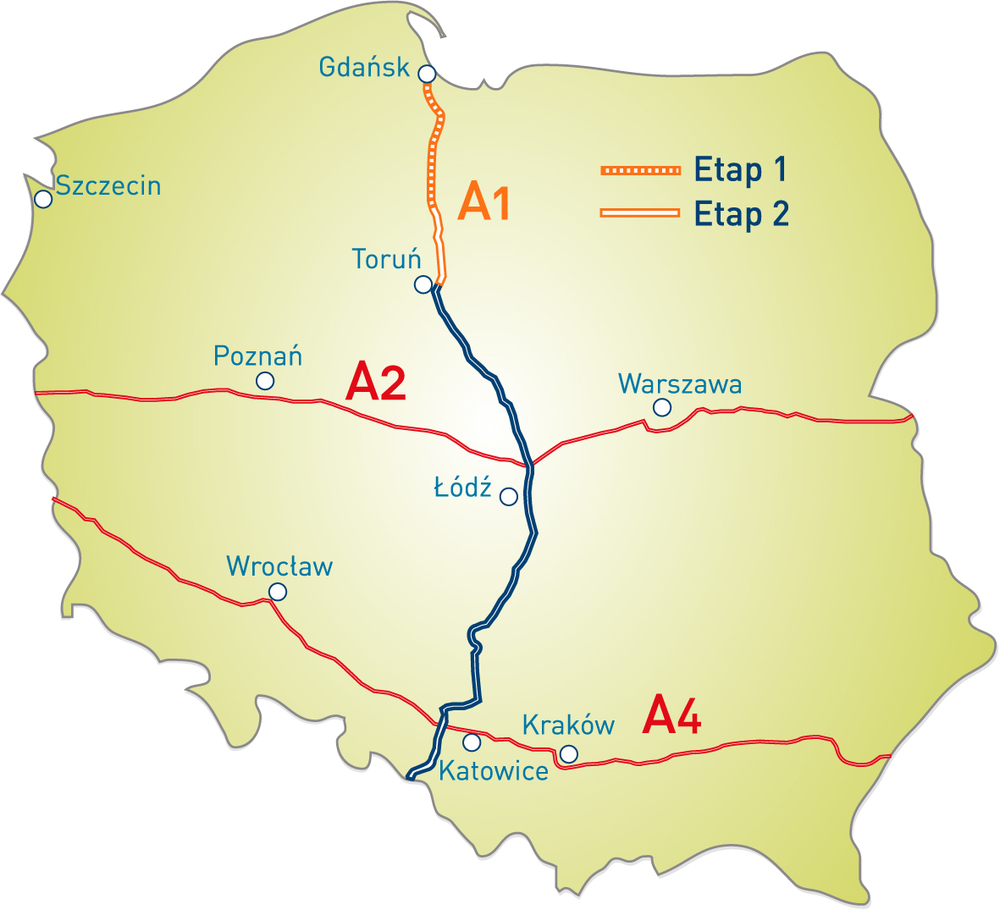 Gdańsk
Etap 1
Szczecin
A1
Etap 2
Toruń
Poznań
A2
Warszawa
Łódź
Wrocław
A4
Kraków
Katowice